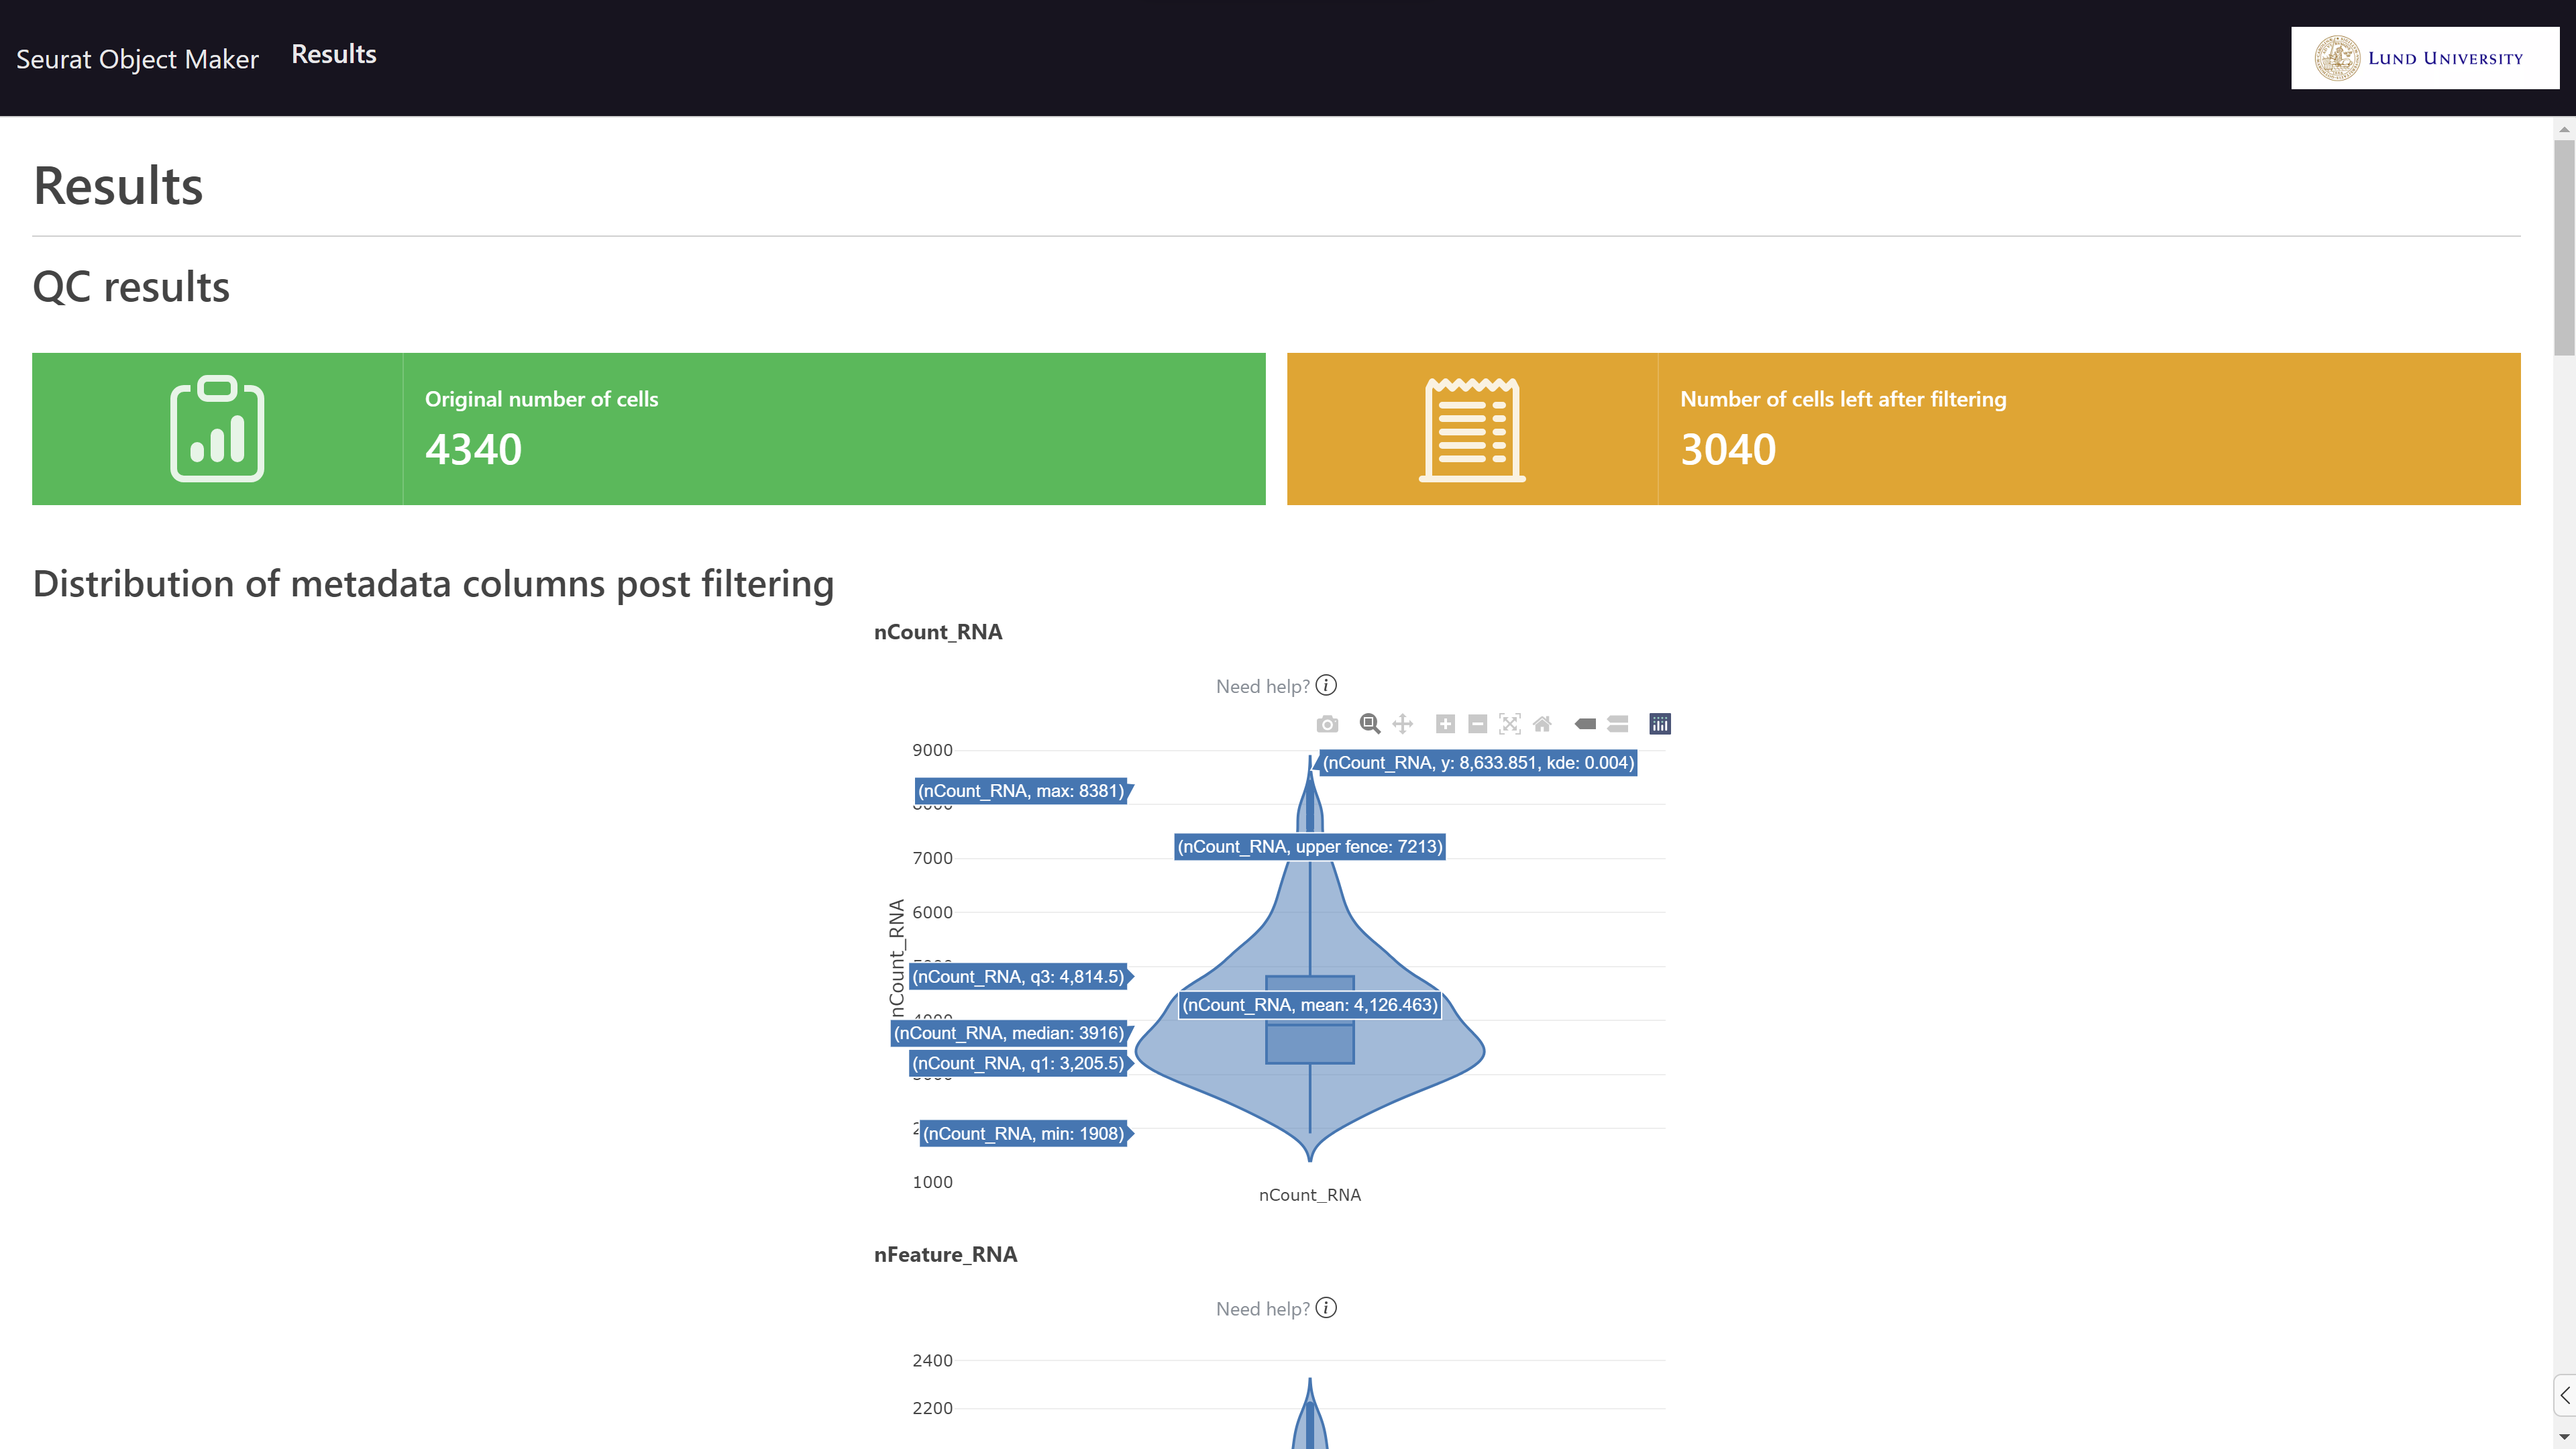 Seurat Object Maker
Results
LUND UNIVERSITY
Results
QC results
Original number of cells
4340
Number of cells left after filtering
3040
Distribution of metadata columns post filtering
nCount_RNA
Need help?
9000
(nCount_RNA, y: 8,633.851, kde: 0.004)
(nCount_RNA, max: 8381)
(nCount_RNA, upper fence: 7213)
7000
6000
nCount_RNA
(nCount_RNA, q3: 4,814.5)
(nCount_RNA, mean: 4,126.463)
(nCount_RNA, median: 3916)
(nCount_RNA, q1: 3,205.5)
(nCount_RNA, min: 1908)
1000
nCount_RNA
nFeature_RNA
Need help?
2400
2200